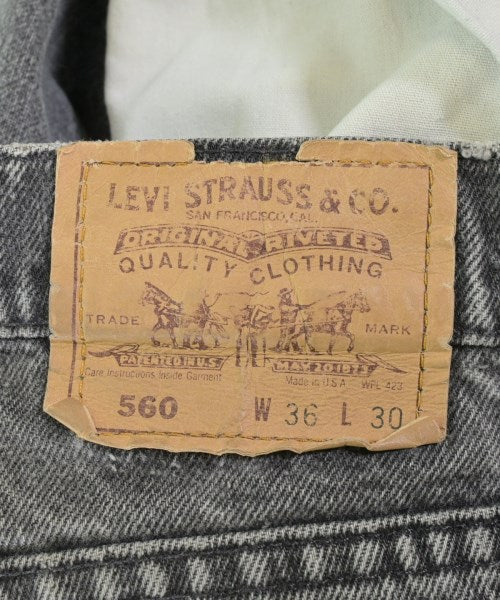 LEVI STRAUSS & CO.
SAN FRANCISCO, CAL.
ORIGINAL RIVETED
QUALITY CLOTHING
TRADE MARK
PATENTED IN U.S. MAY 20 1873
Care Instructions Inside Garment Made in U S A WPL 423
560 W 36 L 30